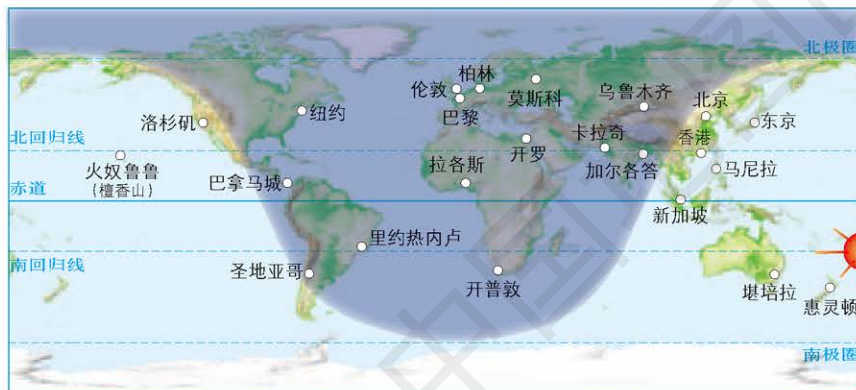 北极圈
柏林
伦敦
莫斯科
乌鲁木齐
巴黎
北京
洛杉矶
纽约
东京
北回归线
开罗
卡拉奇
香港
火奴鲁鲁
(檀香山)
巴拿马城
拉各斯
加尔各答
马尼拉
赤道
新加坡
里约热内卢
南回归线
圣地亚哥
开普敦
堪培拉
惠灵顿
南极圈
中国地图